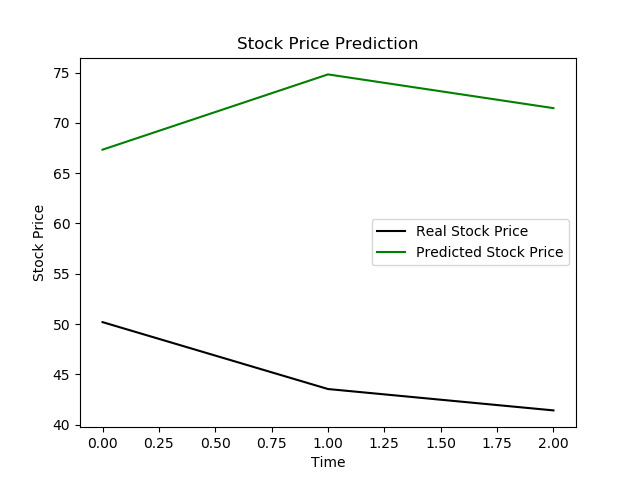 Stock Price Prediction
75
70
65
60
55
50
45
40
Stock Price
Real Stock Price
Predicted Stock Price
0.00 0.25 0.50 0.75 1.00 1.25 1.50 1.75 2.00
Time